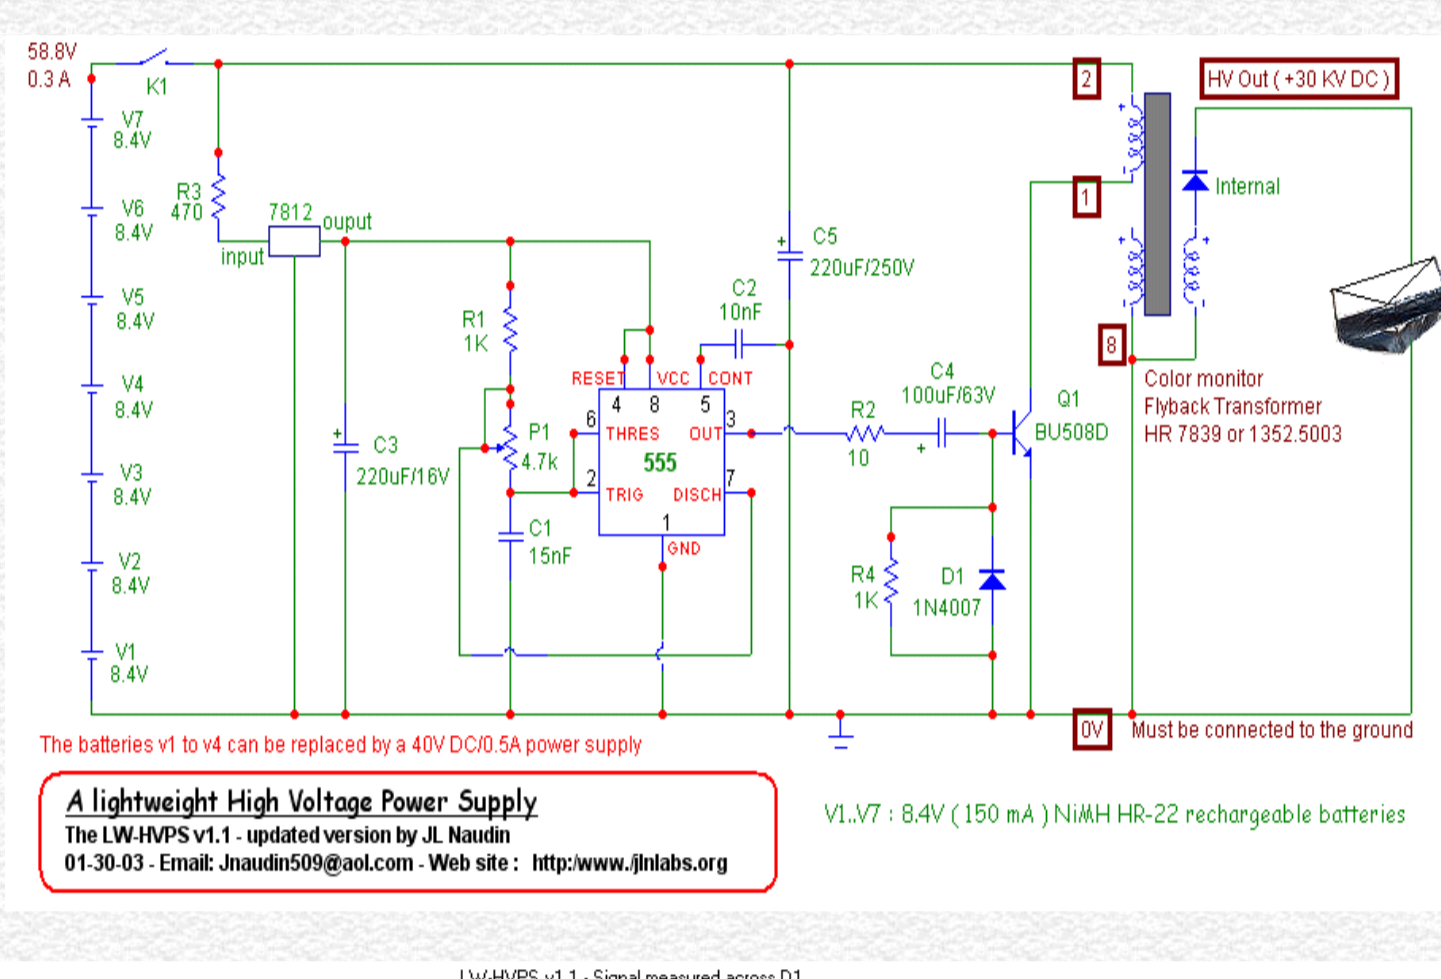 58.8V
0.3 A
K1
2
HV Out ( +30 KV DC )
V7
8.4V
V6
8.4V
V5
8.4V
V4
8.4V
V3
8.4V
V2
8.4V
V1
8.4V
R3
470
7812
input
ouput
C3
220uF/16V
R1
1K
P1
4.7k
C1
15nF
RESET
VCC
CONT
4
8
5
6
THRES
OUT
3
555
2
TRIG
DISCH
7
1
GND
C2
10nF
C5
220uF/250V
R2
10
C4
100uF/63V
Q1
BU508D
R4
1K
D1
1N4007
1
Internal
8
Color monitor
Flyback Transformer
HR 7839 or 1352.5003
0V
Must be connected to the ground
The batteries v1 to v4 can be replaced by a 40V DC/0.5A power supply
A lightweight High Voltage Power Supply
The LW-HVPS v1.1 - updated version by JL Naudin
01-30-03 - Email: Jnaudin509@aol.com - Web site : http:/www./jlnlabs.org
V1..V7 : 8.4V ( 150 mA ) NiMH HR-22 rechargeable batteries
LW-HVPS v1.1 - Signal measured across D1